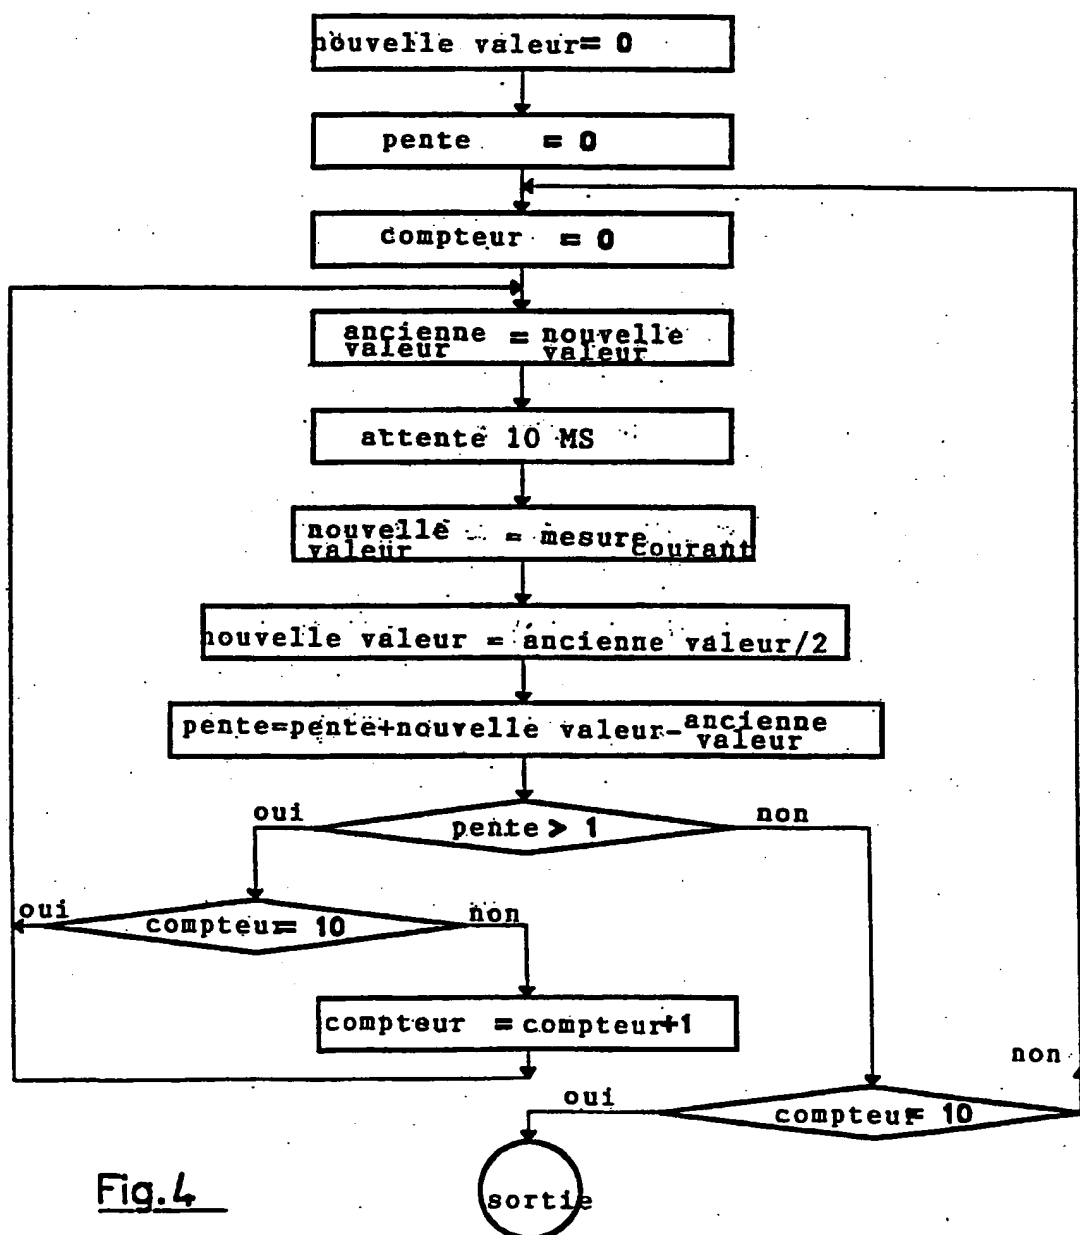 nouvelle valeur= 0
pente = 0
compteur = 0
ancienne valeur = nouvelle valeur
attente 10 MS
nouvelle valeur = mesure courant
nouvelle valeur = ancienne valeur/2
pente=pente+nouvelle valeur-ancienne valeur
oui
pente > 1
non
oui
compteur= 10
non
compteur = compteur+1
non
oui
compteur= 10
sortie
Fig.4